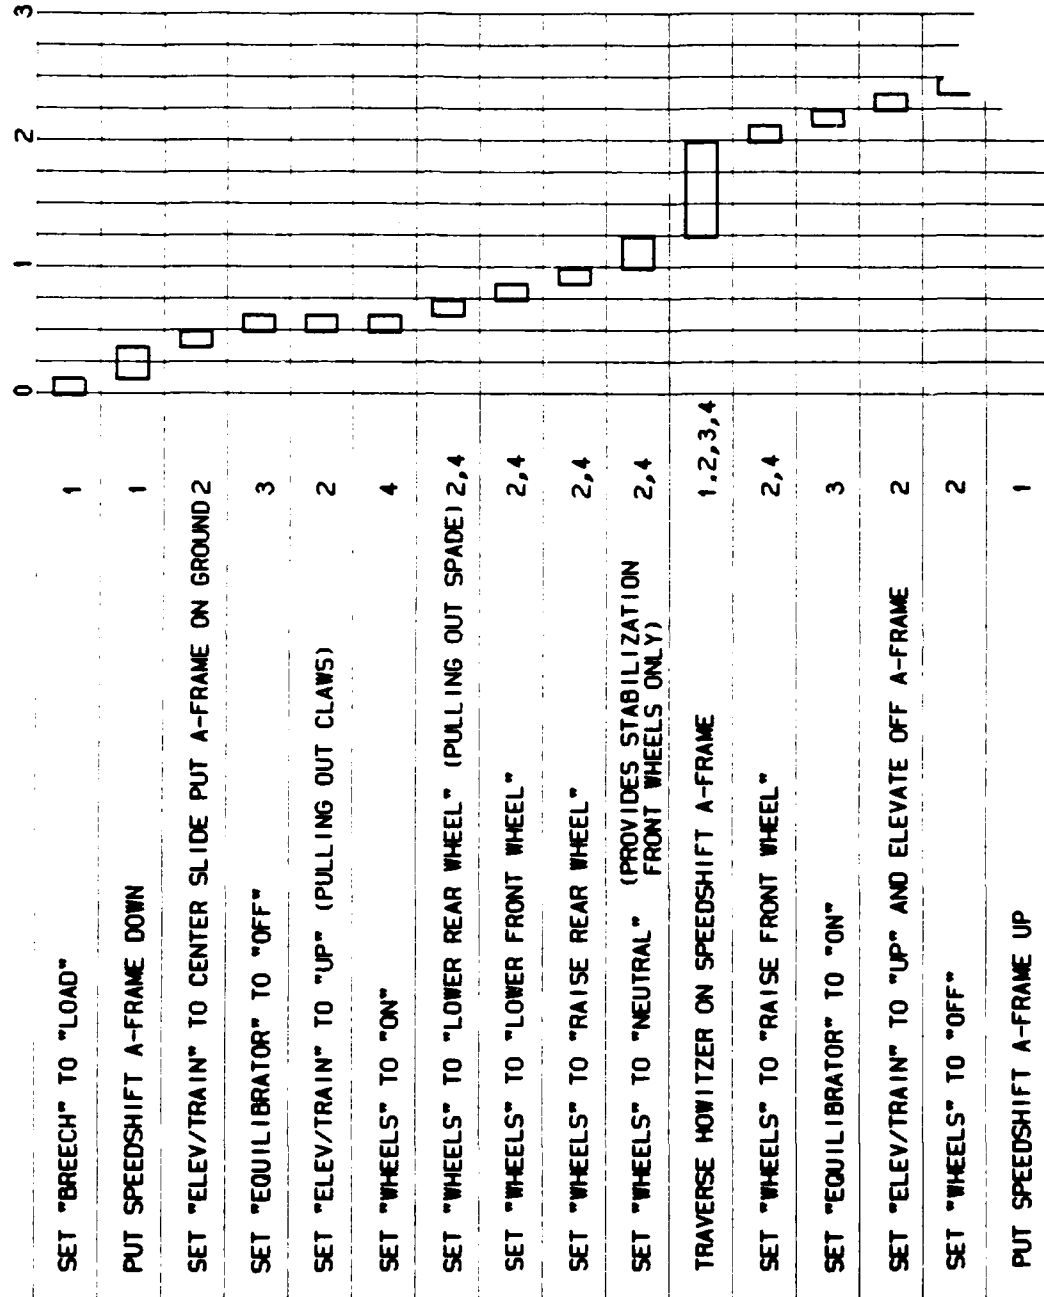 0 1 2 3
SET "BREECH" TO "LOAD" 1
PUT SPEEDSHIFT A-FRAME DOWN 1
SET "ELEV/TRAIN" TO CENTER SLIDE PUT A-FRAME ON GROUND 2
SET "EQUILIBRATOR" TO "OFF" 3
SET "ELEV/TRAIN" TO "UP" (PULLING OUT CLAWS) 2
SET "WHEELS" TO "ON" 4
SET "WHEELS" TO "LOWER REAR WHEEL" (PULLING OUT SPADE) 2,4
SET "WHEELS" TO "LOWER FRONT WHEEL" 2,4
SET "WHEELS" TO "RAISE REAR WHEEL" 2,4
SET "WHEELS" TO "NEUTRAL" (PROVIDES STABILIZATION 2,4
FRONT WHEELS ONLY)
TRAVERSE HOWITZER ON SPEEDSHIFT A-FRAME 1.2,3,4
SET "WHEELS" TO "RAISE FRONT WHEEL" 2,4
SET "EQUILIBRATOR" TO "ON" 3
SET "ELEV/TRAIN" TO "UP" AND ELEVATE OFF A-FRAME 2
SET "WHEELS" TO "OFF" 2
PUT SPEEDSHIFT A-FRAME UP 1